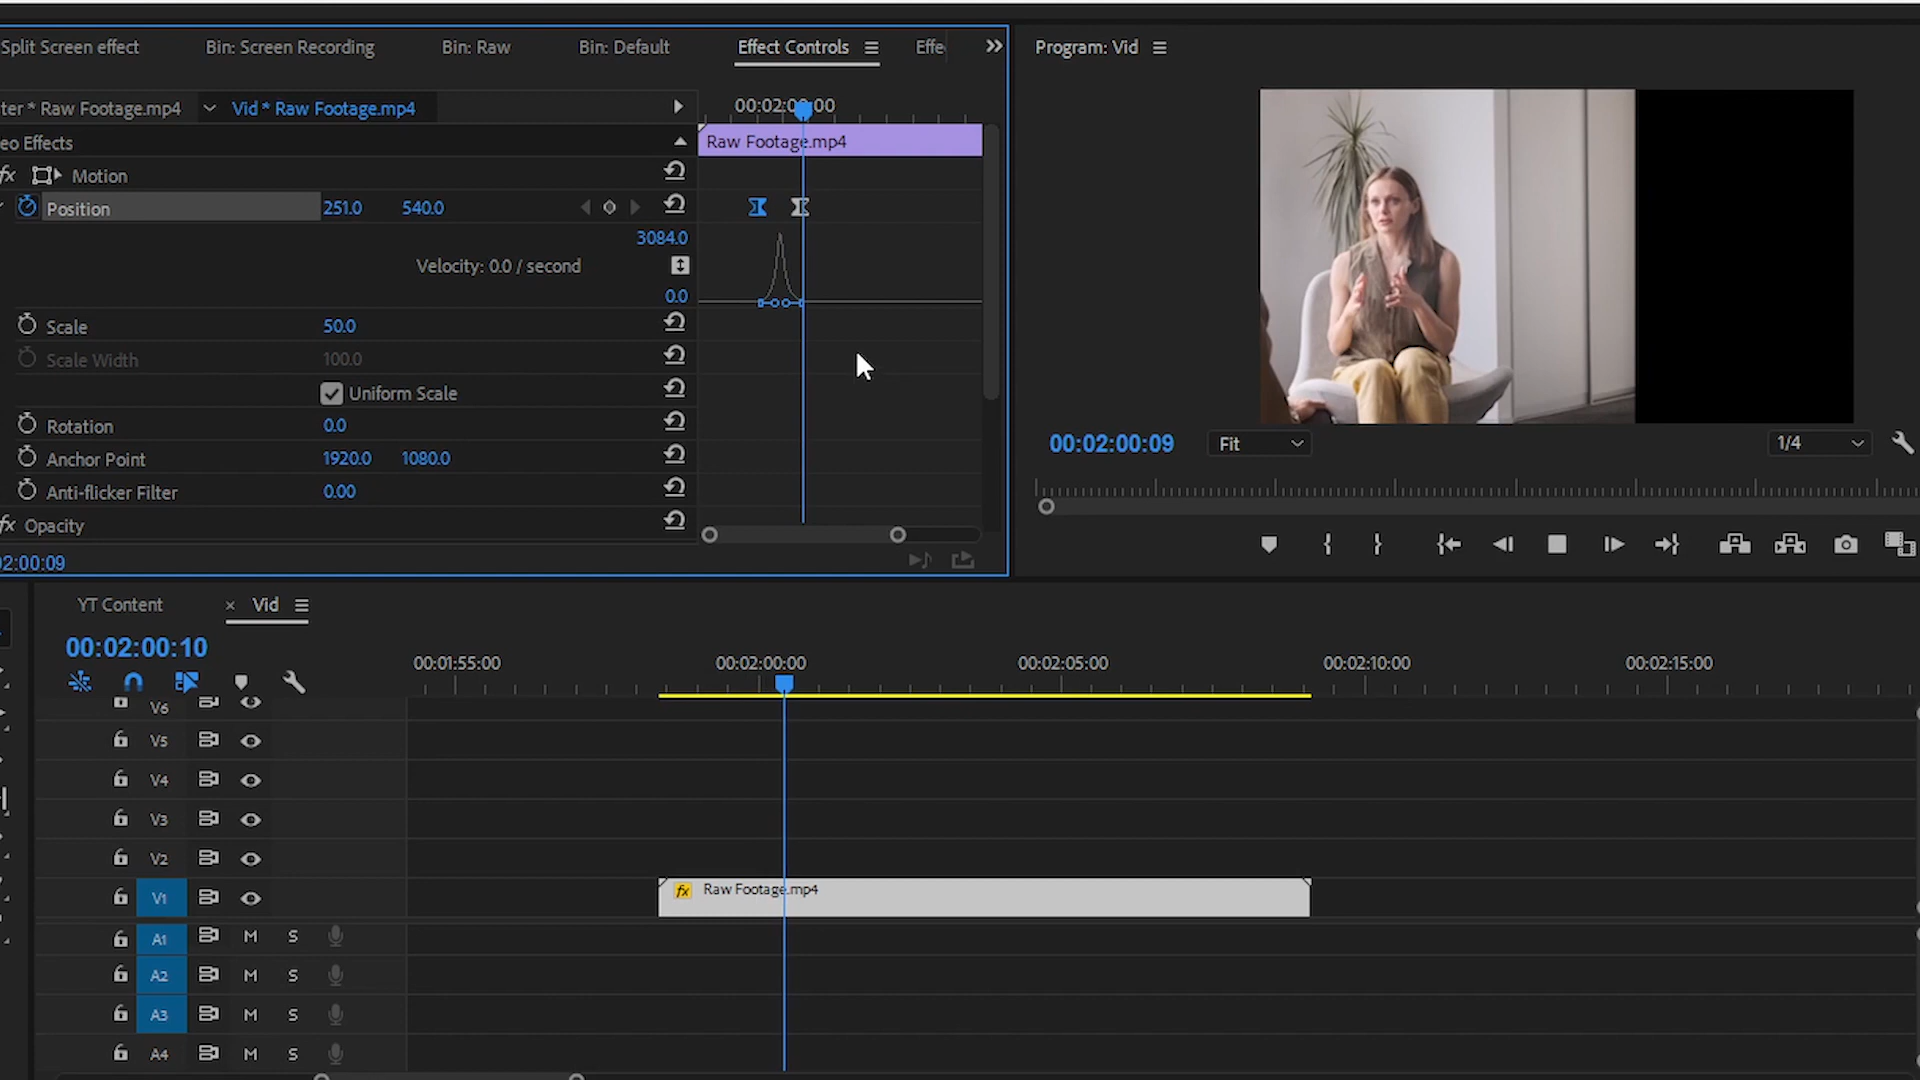 Split Screen effect
Bin: Screen Recording
Bin: Raw
Bin: Default
Effect Controls
Effe
Program: Vid
ter * Raw Footage.mp4
Vid * Raw Footage.mp4
00:02:00:00
eo Effects
Raw Footage.mp4
fx Motion
Position 251.0 540.0
3084.0
Velocity: 0.0 / second
0.0
Scale 50.0
Scale Width 100.0
Uniform Scale
Rotation 0.0
Anchor Point 1920.0 1080.0
Anti-flicker Filter 0.00
fx Opacity
02:00:09
00:02:00:09
Fit
1/4
YT Content
× Vid
00:02:00:10
00:01:55:00
00:02:00:00
00:02:05:00
00:02:10:00
00:02:15:00
V6
V5
V4
V3
V2
V1
fx Raw Footage.mp4
A1 M S
A2 M S
A3 M S
A4 M S